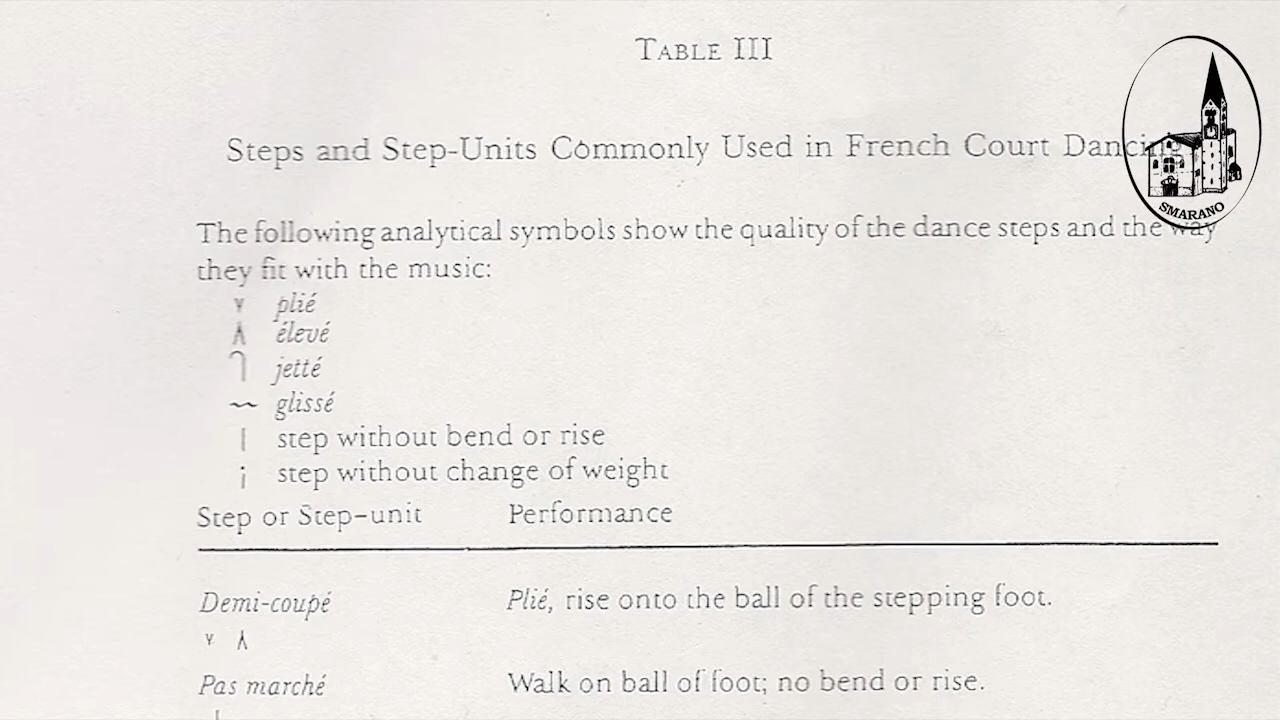 TABLE III
Steps and Step-Units Commonly Used in French Court Dancing
The following analytical symbols show the quality of the dance steps and the way
they fit with the music:
plié
élevé
jetté
glissé
step without bend or rise
step without change of weight
Step or Step-unit Performance
Demi-coupé Plié, rise onto the ball of the stepping foot.
Pas marché Walk on ball of foot; no bend or rise.
SMARANO